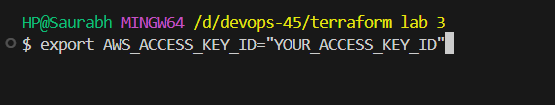 HP@Saurabh MINGW64 /d/devops-45/terraform lab 3
$ export AWS_ACCESS_KEY_ID="YOUR_ACCESS_KEY_ID"